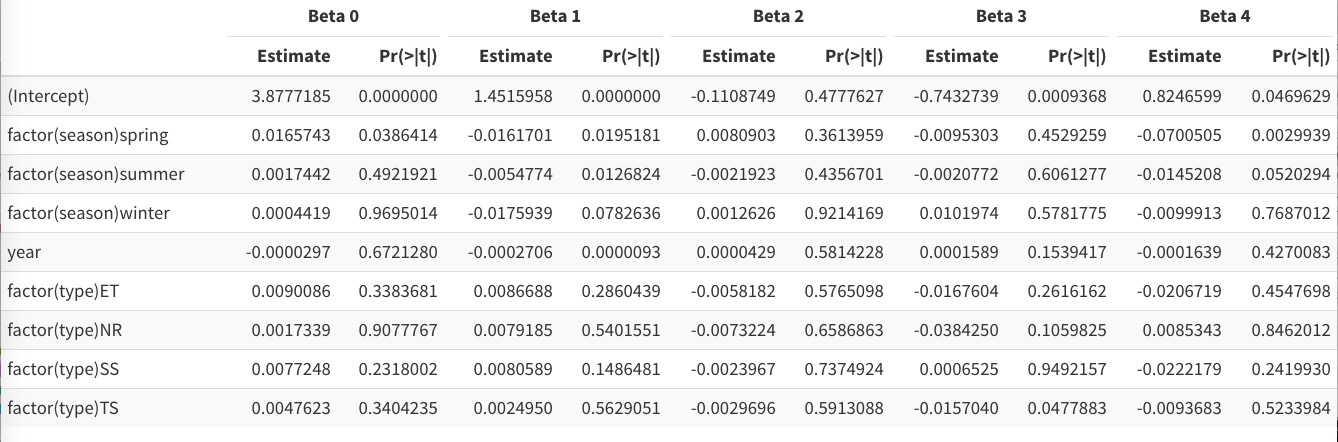 Beta 0 Beta 1 Beta 2 Beta 3 Beta 4
Estimate Pr(>|t|) Estimate Pr(>|t|) Estimate Pr(>|t|) Estimate Pr(>|t|) Estimate Pr(>|t|)
(Intercept) 3.8777185 0.0000000 1.4515958 0.0000000 -0.1108749 0.4777627 -0.7432739 0.0009368 0.8246599 0.0469629
factor(season)spring 0.0165743 0.0386414 -0.0161701 0.0195181 0.0080903 0.3613959 -0.0095303 0.4529259 -0.0700505 0.0029939
factor(season)summer 0.0017442 0.4921921 -0.0054774 0.0126824 -0.0021923 0.4356701 -0.0020772 0.6061277 -0.0145208 0.0520294
factor(season)winter 0.0004419 0.9695014 -0.0175939 0.0782636 0.0012626 0.9214169 0.0101974 0.5781775 -0.0099913 0.7687012
year -0.0000297 0.6721280 -0.0002706 0.0000093 0.0000429 0.5814228 0.0001589 0.1539417 -0.0001639 0.4270083
factor(type)ET 0.0090086 0.3383681 0.0086688 0.2860439 -0.0058182 0.5765098 -0.0167604 0.2616162 -0.0206719 0.4547698
factor(type)NR 0.0017339 0.9077767 0.0079185 0.5401551 -0.0073224 0.6586863 -0.0384250 0.1059825 0.0085343 0.8462012
factor(type)SS 0.0077248 0.2318002 0.0080589 0.1486481 -0.0023967 0.7374924 0.0006525 0.9492157 -0.0222179 0.2419930
factor(type)TS 0.0047623 0.3404235 0.0024950 0.5629051 -0.0029696 0.5913088 -0.0157040 0.0477883 -0.0093683 0.5233984